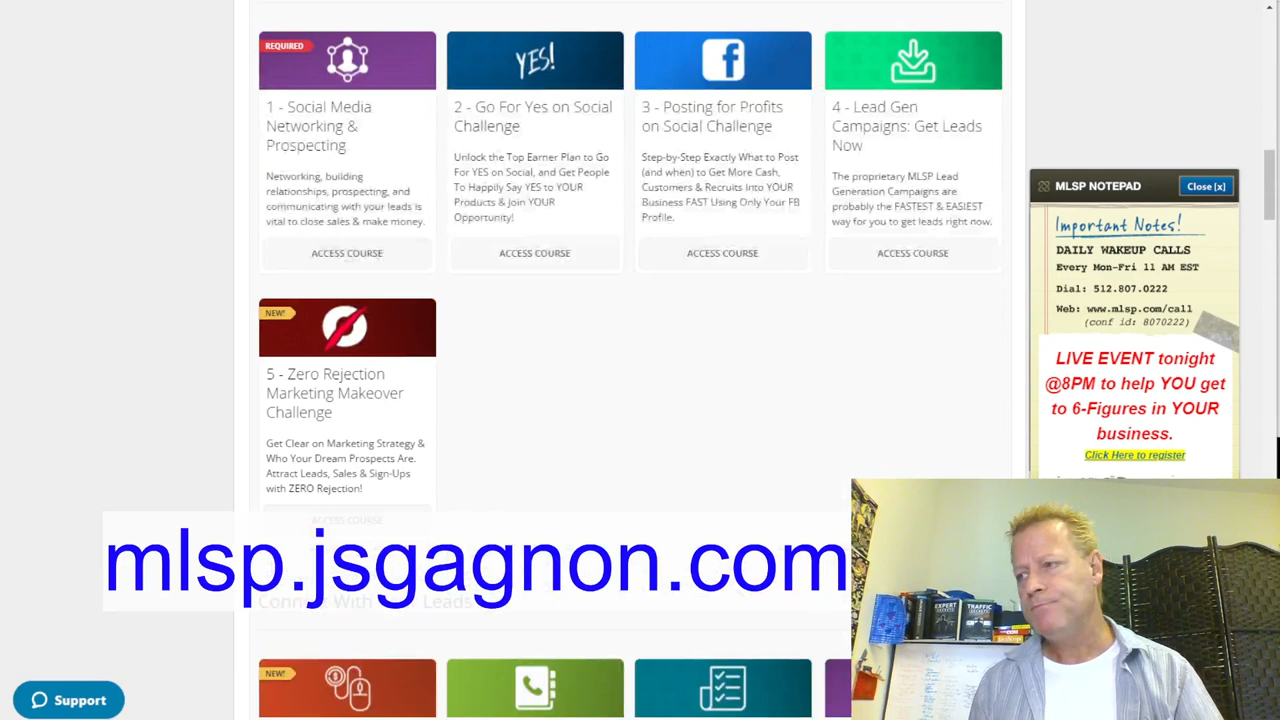 REQUIRED
1 - Social Media
Networking &
Prospecting
Networking, building
relationships, prospecting, and
communicating with your leads is
vital to close sales & make money.
ACCESS COURSE
YES!
2 - Go For Yes on Social
Challenge
Unlock the Top Earner Plan to Go
For YES on Social, and Get People
To Happily Say YES to YOUR
Products & Join YOUR
Opportunity!
ACCESS COURSE
3 - Posting for Profits
on Social Challenge
Step-by-Step Exactly What to Post
(and when) to Get More Cash,
Customers & Recruits Into YOUR
Business FAST Using Only Your FB
Profile.
ACCESS COURSE
4 - Lead Gen
Campaigns: Get Leads
Now
The proprietary MLSP Lead
Generation Campaigns are
probably the FASTEST & EASIEST
way for you to get leads right now.
ACCESS COURSE
NEW!
5 - Zero Rejection
Marketing Makeover
Challenge
Get Clear on Marketing Strategy &
Who Your Dream Prospects Are.
Attract Leads, Sales & Sign-Ups
with ZERO Rejection!
ACCESS COURSE
mlsp.jsgagnon.com
Connect With Leads
NEW!
Support
MLSP NOTEPAD
Close [x]
Important Notes!
DAILY WAKEUP CALLS
Every Mon-Fri 11 AM EST
Dial: 512.807.0222
Web: www.mlsp.com/call
(conf id: 8070222)
LIVE EVENT tonight
@8PM to help YOU get
to 6-Figures in YOUR
business.
Click Here to register
EXPERT
SECRETS
TRAFFIC
SECRETS